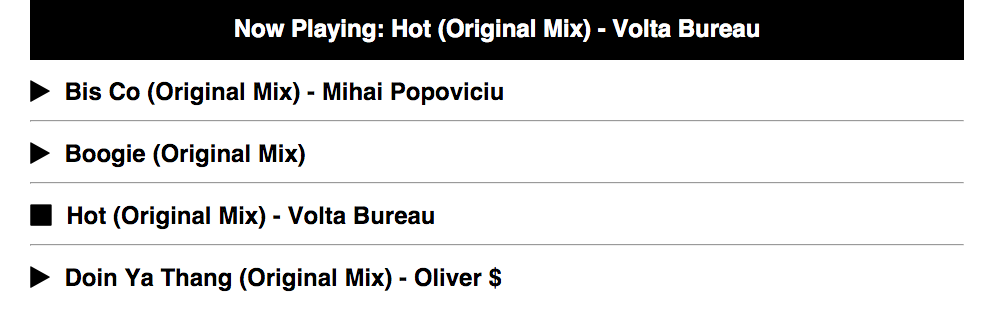 Now Playing: Hot (Original Mix) - Volta Bureau
Bis Co (Original Mix) - Mihai Popoviciu
Boogie (Original Mix)
Hot (Original Mix) - Volta Bureau
Doin Ya Thang (Original Mix) - Oliver $